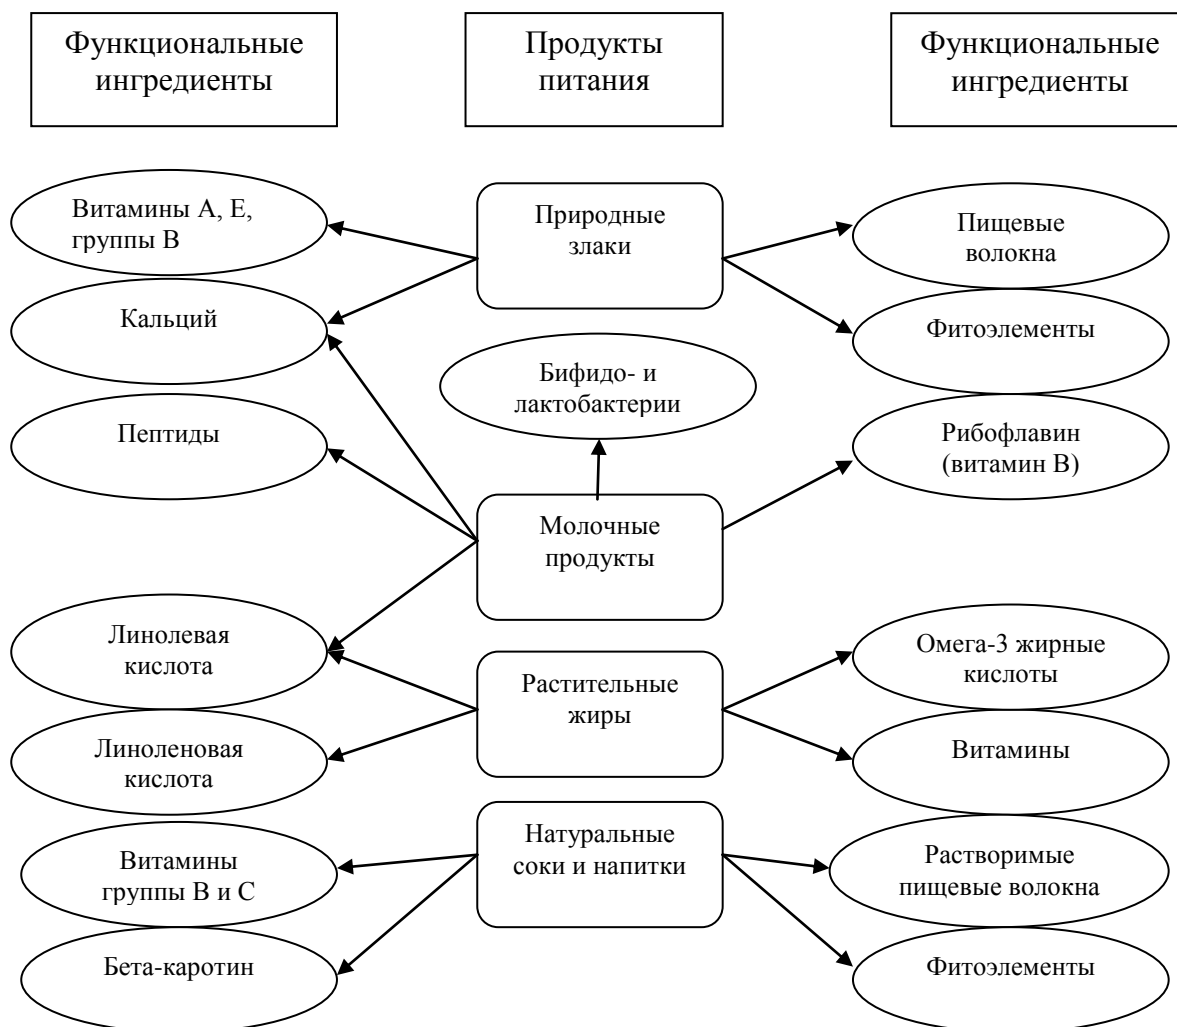 Функциональные
ингредиенты
Продукты
питания
Функциональные
ингредиенты
Витамины А, Е,
группы В
Природные
злаки
Пищевые
волокна
Кальций
Фитоэлементы
Бифидо- и
лактобактерии
Пептиды
Рибофлавин
(витамин В)
Молочные
продукты
Линолевая
кислота
Растительные
жиры
Омега-3 жирные
кислоты
Линоленовая
кислота
Витамины
Натуральные
соки и напитки
Витамины
группы В и С
Растворимые
пищевые волокна
Бета-каротин
Фитоэлементы